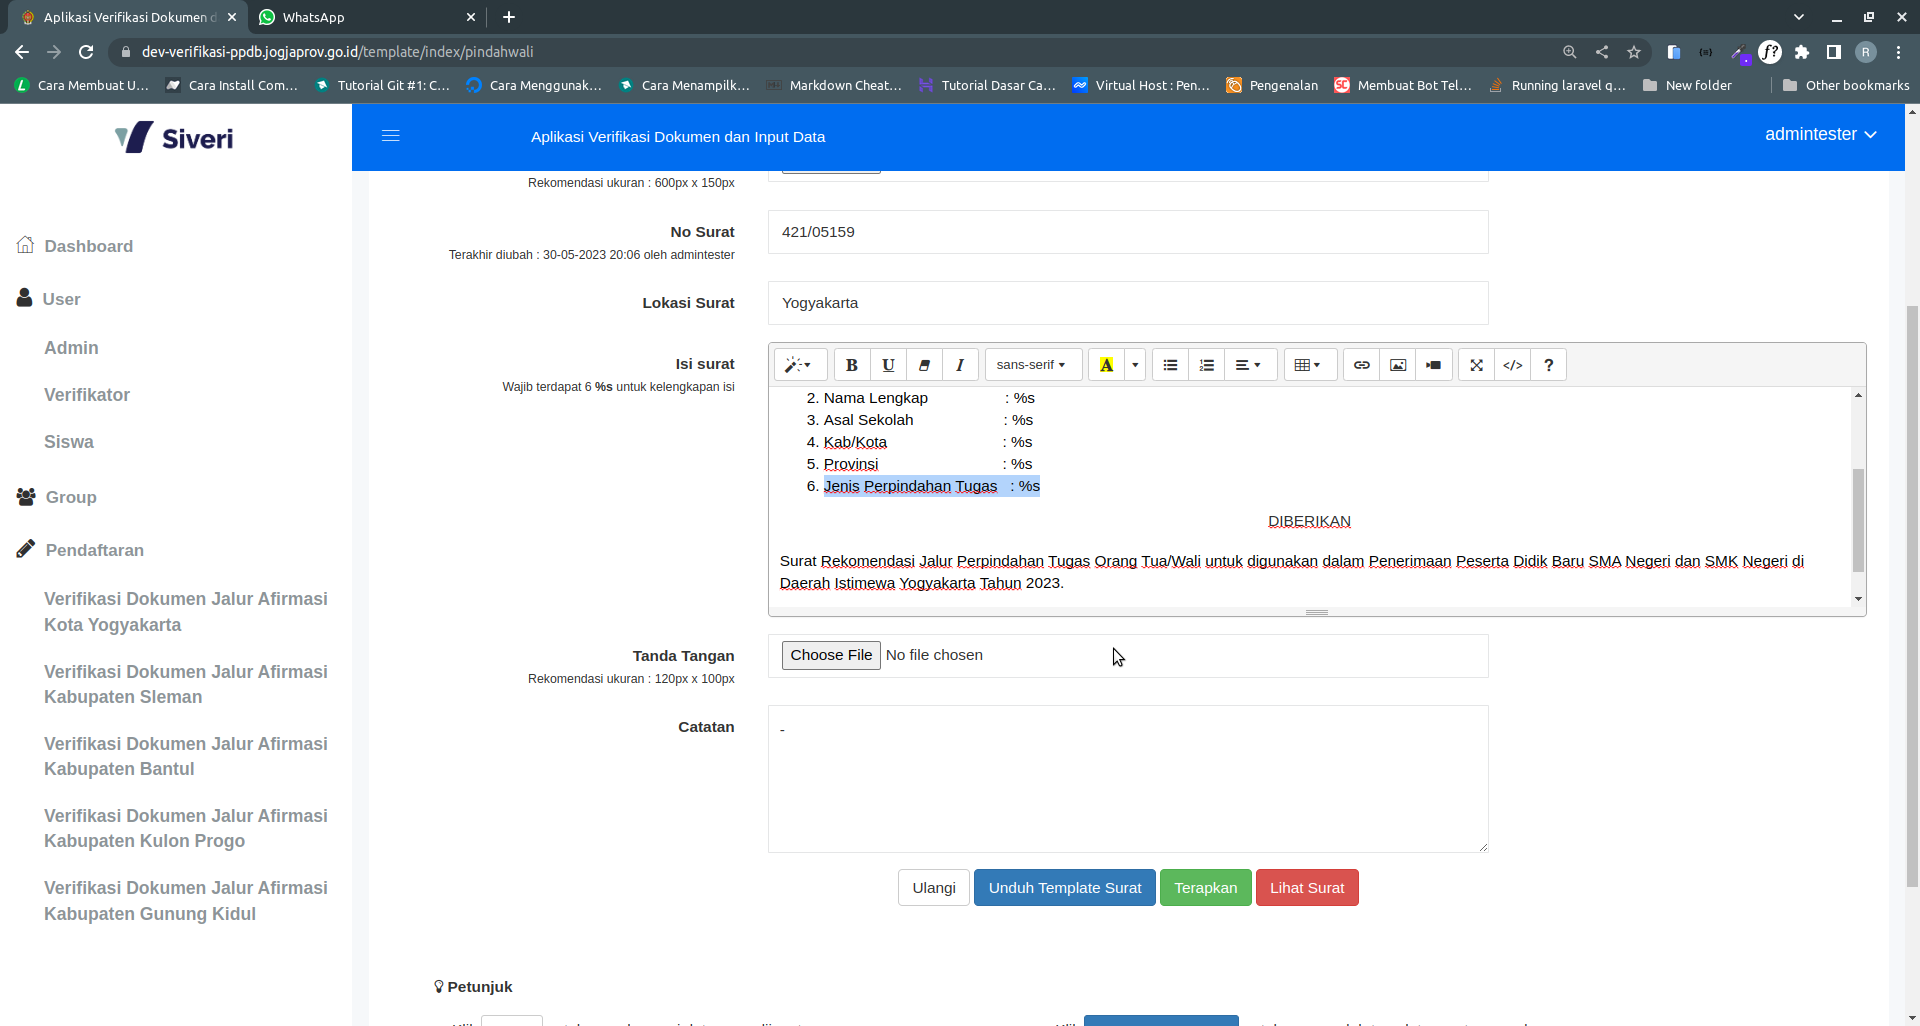 Aplikasi Verifikasi Dokumen d
WhatsApp
dev-verifikasi-ppdb.jogjaprov.go.id/template/index/pindahwali
Cara Membuat U...
Cara Install Com...
Tutorial Git #1: C...
Cara Menggunak...
Cara Menampilk...
Markdown Cheat...
Tutorial Dasar Ca...
Virtual Host : Pen...
Pengenalan
Membuat Bot Tel...
Running laravel q...
New folder
Other bookmarks
Siveri
Aplikasi Verifikasi Dokumen dan Input Data
admintester
Dashboard
User
Admin
Verifikator
Siswa
Group
Pendaftaran
Verifikasi Dokumen Jalur Afirmasi
Kota Yogyakarta
Verifikasi Dokumen Jalur Afirmasi
Kabupaten Sleman
Verifikasi Dokumen Jalur Afirmasi
Kabupaten Bantul
Verifikasi Dokumen Jalur Afirmasi
Kabupaten Kulon Progo
Verifikasi Dokumen Jalur Afirmasi
Kabupaten Gunung Kidul
Rekomendasi ukuran : 600px x 150px
No Surat
421/05159
Terakhir diubah : 30-05-2023 20:06 oleh admintester
Lokasi Surat
Yogyakarta
Isi surat
Wajib terdapat 6 %s untuk kelengkapan isi
B U I sans-serif A </> ?
2. Nama Lengkap : %s
3. Asal Sekolah : %s
4. Kab/Kota : %s
5. Provinsi : %s
6. Jenis Perpindahan Tugas : %s
DIBERIKAN
Surat Rekomendasi Jalur Perpindahan Tugas Orang Tua/Wali untuk digunakan dalam Penerimaan Peserta Didik Baru SMA Negeri dan SMK Negeri di
Daerah Istimewa Yogyakarta Tahun 2023.
Tanda Tangan
Choose File No file chosen
Rekomendasi ukuran : 120px x 100px
Catatan
-
Ulangi
Unduh Template Surat
Terapkan
Lihat Surat
Petunjuk